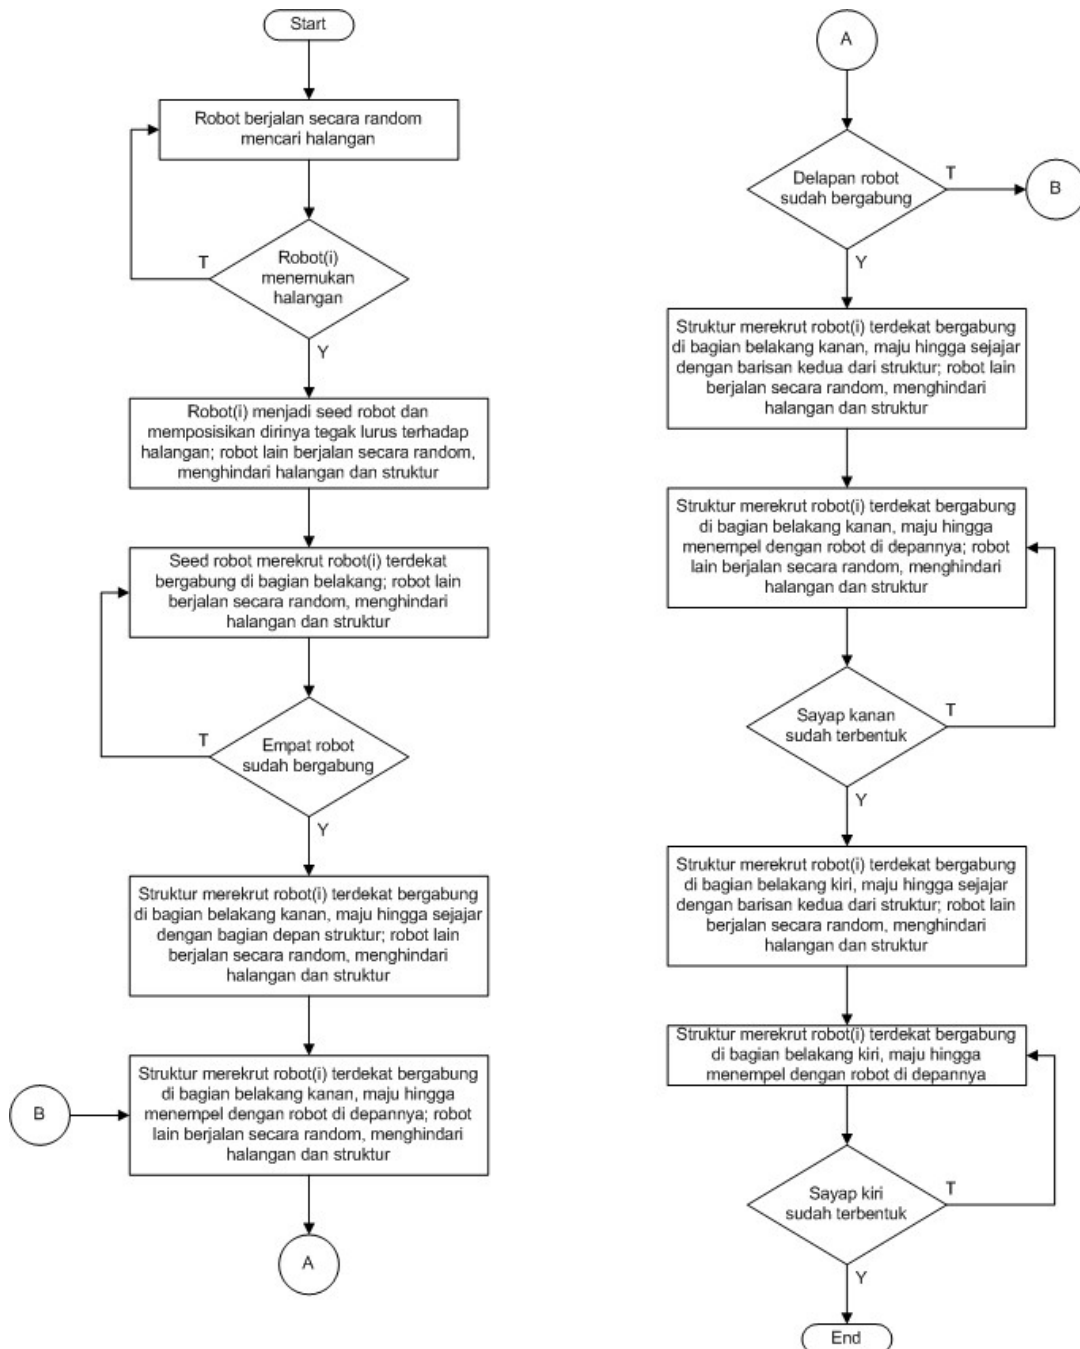 Start
Robot berjalan secara random
mencari halangan
T
Robot(i)
menemukan
halangan
Y
Robot(i) menjadi seed robot dan
memposisikan dirinya tegak lurus terhadap
halangan; robot lain berjalan secara random,
menghindari halangan dan struktur
Seed robot merekrut robot(i) terdekat
bergabung di bagian belakang; robot lain
berjalan secara random, menghindari
halangan dan struktur
T
Empat robot
sudah bergabung
Y
Struktur merekrut robot(i) terdekat bergabung
di bagian belakang kanan, maju hingga sejajar
dengan bagian depan struktur; robot lain
berjalan secara random, menghindari
halangan dan struktur
B
Struktur merekrut robot(i) terdekat bergabung
di bagian belakang kanan, maju hingga
menempel dengan robot di depannya; robot
lain berjalan secara random, menghindari
halangan dan struktur
A
A
Delapan robot
sudah bergabung
T
B
Y
Struktur merekrut robot(i) terdekat bergabung
di bagian belakang kanan, maju hingga sejajar
dengan barisan kedua dari struktur; robot lain
berjalan secara random, menghindari
halangan dan struktur
Struktur merekrut robot(i) terdekat bergabung
di bagian belakang kanan, maju hingga
menempel dengan robot di depannya; robot
lain berjalan secara random, menghindari
halangan dan struktur
Sayap kanan
sudah terbentuk
T
Y
Struktur merekrut robot(i) terdekat bergabung
di bagian belakang kiri, maju hingga sejajar
dengan barisan kedua dari struktur; robot lain
berjalan secara random, menghindari
halangan dan struktur
Struktur merekrut robot(i) terdekat bergabung
di bagian belakang kiri, maju hingga
menempel dengan robot di depannya
Sayap kiri
sudah terbentuk
T
Y
End